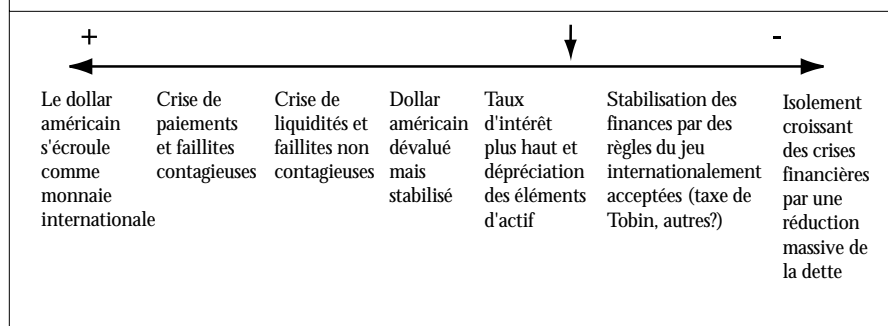 +
-
Le dollar
américain
s'écroule
comme
monnaie
internationale
Crise de
paiements
et faillites
contagieuses
Crise de
liquidités et
faillites non
contagieuses
Dollar
américain
dévalué
mais
stabilisé
Taux
d'intérêt
plus haut et
dépréciation
des éléments
d'actif
Stabilisation des
finances par des
règles du jeu
internationalement
acceptées (taxe de
Tobin, autres?)
Isolement
croissant
des crises
financières
par une
réduction
massive de
la dette